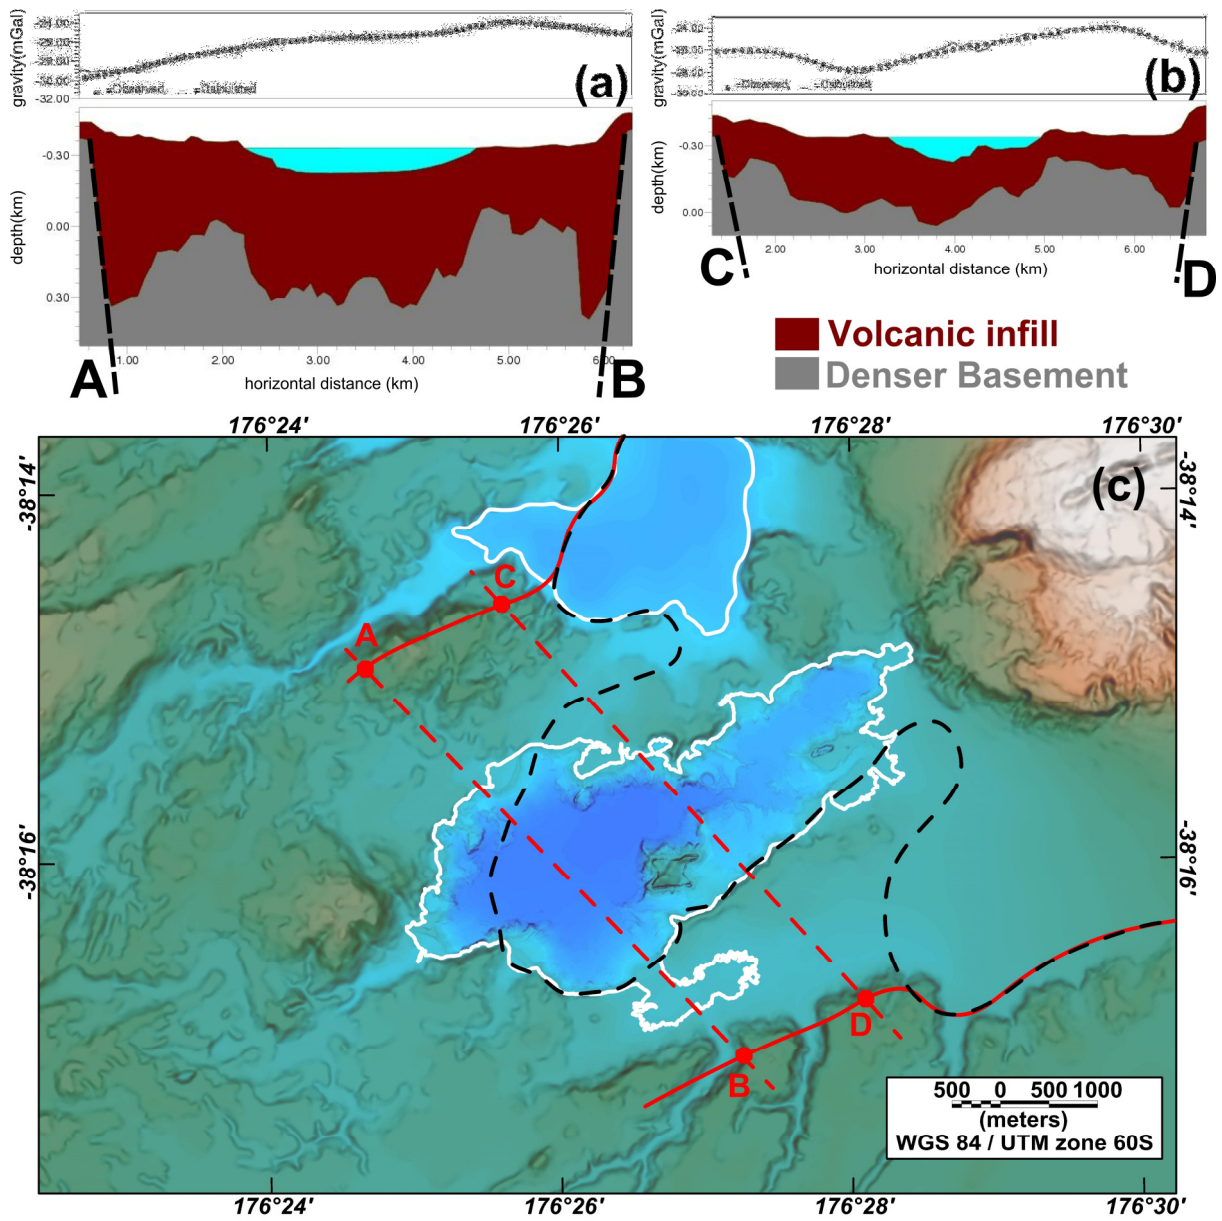 gravity(mGal)
-32.00
(a)
depth(km)
-0.30
0.00
0.30
A
1.00 2.00 3.00 4.00 5.00 6.00
B
horizontal distance (km)
gravity(mGal)
(b)
depth(km)
-0.30
0.00
C
2.00 3.00 4.00 5.00 6.00
D
horizontal distance (km)
Volcanic infill
Denser Basement
176°24' 176°26' 176°28' 176°30'
-38°14'
(c)
-38°14'
C
A
-38°16'
-38°16'
D
B
500 0 500 1000
(meters)
WGS 84 / UTM zone 60S
176°24' 176°26' 176°28' 176°30'